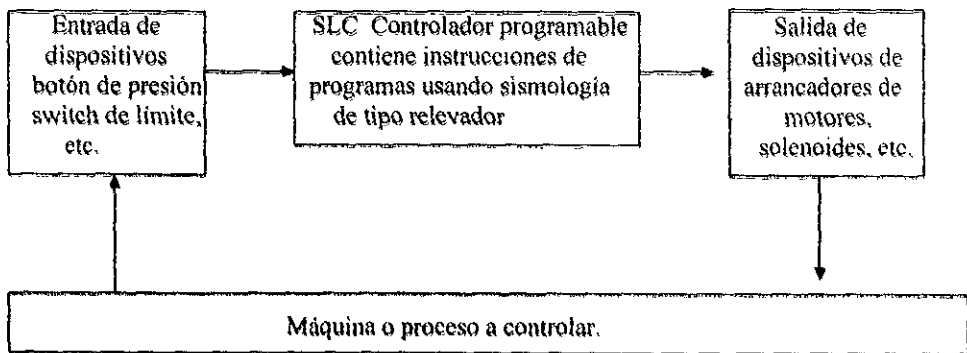 Entrada de
dispositivos
botón de presión
switch de límite,
etc.
SLC Controlador programable
contiene instrucciones de
programas usando sismología
de tipo relevador
Salida de
dispositivos de
arrancadores de
motores,
solenoides, etc.
Máquina o proceso a controlar.